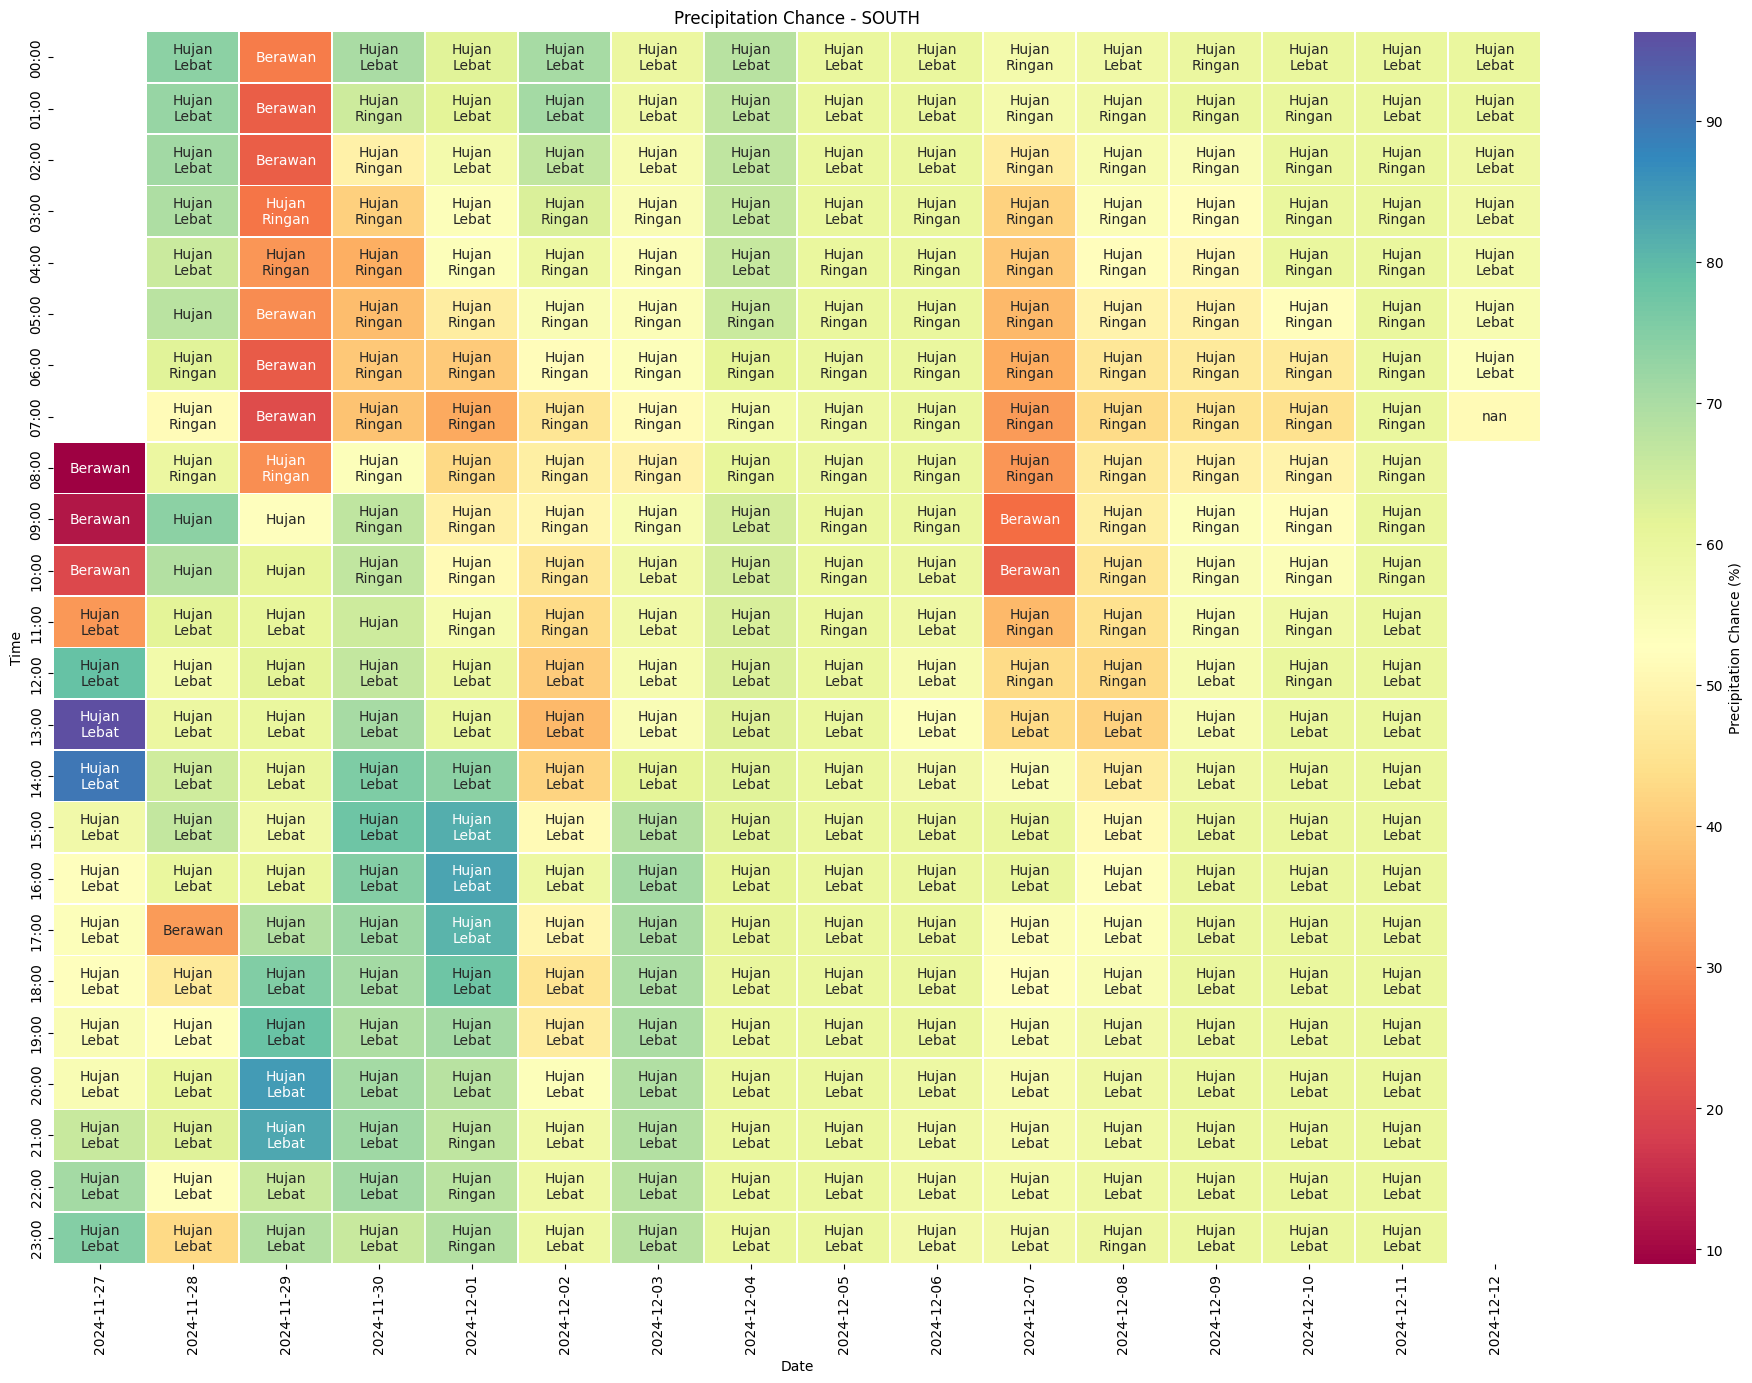 Precipitation Chance - SOUTH
00:00 Hujan Lebat Berawan Hujan Lebat Hujan Lebat Hujan Lebat Hujan Lebat Hujan Lebat Hujan Lebat Hujan Lebat Hujan Ringan Hujan Lebat Hujan Ringan Hujan Lebat Hujan Lebat Hujan Lebat
01:00 Hujan Lebat Berawan Hujan Ringan Hujan Lebat Hujan Lebat Hujan Lebat Hujan Lebat Hujan Lebat Hujan Lebat Hujan Ringan Hujan Ringan Hujan Ringan Hujan Ringan Hujan Lebat Hujan Lebat
02:00 Hujan Lebat Berawan Hujan Ringan Hujan Lebat Hujan Lebat Hujan Lebat Hujan Lebat Hujan Lebat Hujan Lebat Hujan Ringan Hujan Ringan Hujan Ringan Hujan Ringan Hujan Ringan Hujan Lebat
03:00 Hujan Lebat Hujan Ringan Hujan Ringan Hujan Lebat Hujan Ringan Hujan Ringan Hujan Lebat Hujan Lebat Hujan Ringan Hujan Ringan Hujan Ringan Hujan Ringan Hujan Ringan Hujan Ringan Hujan Lebat
04:00 Hujan Lebat Hujan Ringan Hujan Ringan Hujan Ringan Hujan Ringan Hujan Ringan Hujan Lebat Hujan Ringan Hujan Ringan Hujan Ringan Hujan Ringan Hujan Ringan Hujan Ringan Hujan Ringan Hujan Lebat
05:00 Hujan Berawan Hujan Ringan Hujan Ringan Hujan Ringan Hujan Ringan Hujan Ringan Hujan Ringan Hujan Ringan Hujan Ringan Hujan Ringan Hujan Ringan Hujan Ringan Hujan Ringan Hujan Lebat
06:00 Hujan Ringan Berawan Hujan Ringan Hujan Ringan Hujan Ringan Hujan Ringan Hujan Ringan Hujan Ringan Hujan Ringan Hujan Ringan Hujan Ringan Hujan Ringan Hujan Ringan Hujan Ringan Hujan Lebat
07:00 Hujan Ringan Berawan Hujan Ringan Hujan Ringan Hujan Ringan Hujan Ringan Hujan Ringan Hujan Ringan Hujan Ringan Hujan Ringan Hujan Ringan Hujan Ringan Hujan Ringan Hujan Ringan nan
08:00 Berawan Hujan Ringan Hujan Ringan Hujan Ringan Hujan Ringan Hujan Ringan Hujan Ringan Hujan Ringan Hujan Ringan Hujan Ringan Hujan Ringan Hujan Ringan Hujan Ringan Hujan Ringan Hujan Ringan
09:00 Berawan Hujan Hujan Hujan Ringan Hujan Ringan Hujan Ringan Hujan Ringan Hujan Lebat Hujan Ringan Hujan Ringan Berawan Hujan Ringan Hujan Ringan Hujan Ringan Hujan Ringan
10:00 Berawan Hujan Hujan Hujan Ringan Hujan Ringan Hujan Ringan Hujan Lebat Hujan Lebat Hujan Ringan Hujan Lebat Berawan Hujan Ringan Hujan Ringan Hujan Ringan Hujan Ringan
11:00 Hujan Lebat Hujan Lebat Hujan Lebat Hujan Hujan Ringan Hujan Ringan Hujan Lebat Hujan Lebat Hujan Ringan Hujan Lebat Hujan Ringan Hujan Ringan Hujan Ringan Hujan Ringan Hujan Lebat
12:00 Hujan Lebat Hujan Lebat Hujan Lebat Hujan Lebat Hujan Lebat Hujan Lebat Hujan Lebat Hujan Lebat Hujan Lebat Hujan Lebat Hujan Ringan Hujan Ringan Hujan Lebat Hujan Ringan Hujan Lebat
13:00 Hujan Lebat Hujan Lebat Hujan Lebat Hujan Lebat Hujan Lebat Hujan Lebat Hujan Lebat Hujan Lebat Hujan Lebat Hujan Lebat Hujan Lebat Hujan Lebat Hujan Lebat Hujan Lebat Hujan Lebat
14:00 Hujan Lebat Hujan Lebat Hujan Lebat Hujan Lebat Hujan Lebat Hujan Lebat Hujan Lebat Hujan Lebat Hujan Lebat Hujan Lebat Hujan Lebat Hujan Lebat Hujan Lebat Hujan Lebat Hujan Lebat
15:00 Hujan Lebat Hujan Lebat Hujan Lebat Hujan Lebat Hujan Lebat Hujan Lebat Hujan Lebat Hujan Lebat Hujan Lebat Hujan Lebat Hujan Lebat Hujan Lebat Hujan Lebat Hujan Lebat Hujan Lebat
16:00 Hujan Lebat Hujan Lebat Hujan Lebat Hujan Lebat Hujan Lebat Hujan Lebat Hujan Lebat Hujan Lebat Hujan Lebat Hujan Lebat Hujan Lebat Hujan Lebat Hujan Lebat Hujan Lebat Hujan Lebat
17:00 Hujan Lebat Berawan Hujan Lebat Hujan Lebat Hujan Lebat Hujan Lebat Hujan Lebat Hujan Lebat Hujan Lebat Hujan Lebat Hujan Lebat Hujan Lebat Hujan Lebat Hujan Lebat Hujan Lebat
18:00 Hujan Lebat Hujan Lebat Hujan Lebat Hujan Lebat Hujan Lebat Hujan Lebat Hujan Lebat Hujan Lebat Hujan Lebat Hujan Lebat Hujan Lebat Hujan Lebat Hujan Lebat Hujan Lebat Hujan Lebat
19:00 Hujan Lebat Hujan Lebat Hujan Lebat Hujan Lebat Hujan Lebat Hujan Lebat Hujan Lebat Hujan Lebat Hujan Lebat Hujan Lebat Hujan Lebat Hujan Lebat Hujan Lebat Hujan Lebat Hujan Lebat
20:00 Hujan Lebat Hujan Lebat Hujan Lebat Hujan Lebat Hujan Lebat Hujan Lebat Hujan Lebat Hujan Lebat Hujan Lebat Hujan Lebat Hujan Lebat Hujan Lebat Hujan Lebat Hujan Lebat Hujan Lebat
21:00 Hujan Lebat Hujan Lebat Hujan Lebat Hujan Lebat Hujan Ringan Hujan Lebat Hujan Lebat Hujan Lebat Hujan Lebat Hujan Lebat Hujan Lebat Hujan Lebat Hujan Lebat Hujan Lebat Hujan Lebat
22:00 Hujan Lebat Hujan Lebat Hujan Lebat Hujan Lebat Hujan Ringan Hujan Lebat Hujan Lebat Hujan Lebat Hujan Lebat Hujan Lebat Hujan Lebat Hujan Lebat Hujan Lebat Hujan Lebat Hujan Lebat
23:00 Hujan Lebat Hujan Lebat Hujan Lebat Hujan Lebat Hujan Ringan Hujan Lebat Hujan Lebat Hujan Lebat Hujan Lebat Hujan Lebat Hujan Lebat Hujan Ringan Hujan Lebat Hujan Lebat Hujan Lebat
Time
2024-11-27
2024-11-28
2024-11-29
2024-11-30
2024-12-01
2024-12-02
2024-12-03
2024-12-04
2024-12-05
2024-12-06
2024-12-07
2024-12-08
2024-12-09
2024-12-10
2024-12-11
2024-12-12
Date
90
80
70
60
50
40
30
20
10
Precipitation Chance (%)